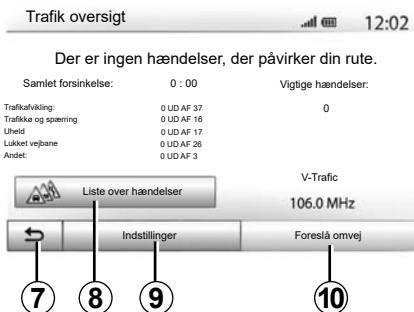 Trafik oversigt 12:02
Der er ingen hændelser, der påvirker din rute.
Samlet forsinkelse: 0 : 00 Vigtige hændelser:
Trafikafvikling: 0 UD AF 37 0
Trafikkø og spærring 0 UD AF 16
Uheld 0 UD AF 17
Lukket vejbane 0 UD AF 26
Andet: 0 UD AF 3
V-Trafic
Liste over hændelser 106.0 MHz
Indstillinger Foreslå omvej
7 8 9 10